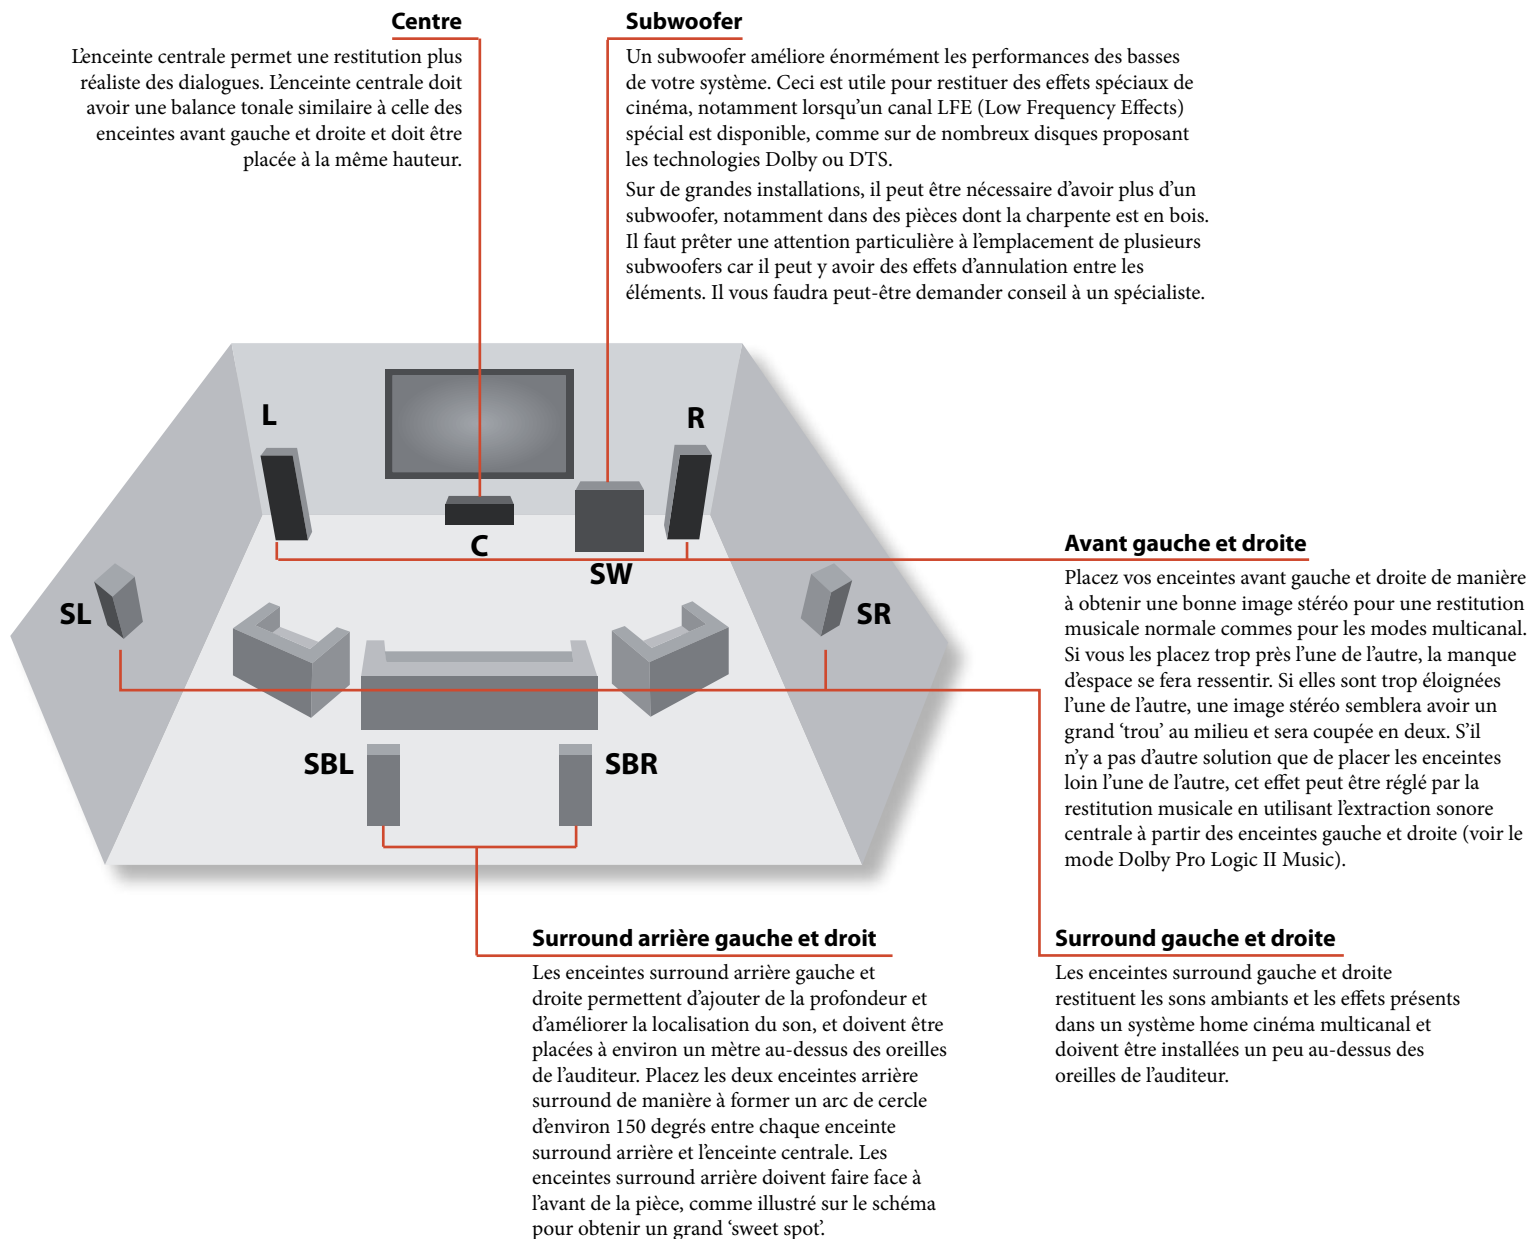 Centre
L'enceinte centrale permet une restitution plus
réaliste des dialogues. L'enceinte centrale doit
avoir une balance tonale similaire à celle des
enceintes avant gauche et droite et doit être
placée à la même hauteur.
Subwoofer
Un subwoofer améliore énormément les performances des basses
de votre système. Ceci est utile pour restituer des effets spéciaux de
cinéma, notamment lorsqu'un canal LFE (Low Frequency Effects)
spécial est disponible, comme sur de nombreux disques proposant
les technologies Dolby ou DTS.
Sur de grandes installations, il peut être nécessaire d'avoir plus d'un
subwoofer, notamment dans des pièces dont la charpente est en bois.
Il faut prêter une attention particulière à l'emplacement de plusieurs
subwoofers car il peut y avoir des effets d'annulation entre les
éléments. Il vous faudra peut-être demander conseil à un spécialiste.
L
R
C
SW
SL
SR
SBL
SBR
Avant gauche et droite
Placez vos enceintes avant gauche et droite de manière
à obtenir une bonne image stéréo pour une restitution
musicale normale commes pour les modes multicanal.
Si vous les placez trop près l'une de l'autre, la manque
d'espace se fera ressentir. Si elles sont trop éloignées
l'une de l'autre, une image stéréo semblera avoir un
grand ‘trou’ au milieu et sera coupée en deux. S'il
n'y a pas d'autre solution que de placer les enceintes
loin l'une de l'autre, cet effet peut être réglé par la
restitution musicale en utilisant l'extraction sonore
centrale à partir des enceintes gauche et droite (voir le
mode Dolby Pro Logic II Music).
Surround arrière gauche et droit
Les enceintes surround arrière gauche et
droite permettent d'ajouter de la profondeur et
d'améliorer la localisation du son, et doivent être
placées à environ un mètre au-dessus des oreilles
de l'auditeur. Placez les deux enceintes arrière
surround de manière à former un arc de cercle
d'environ 150 degrés entre chaque enceinte
surround arrière et l'enceinte centrale. Les
enceintes surround arrière doivent faire face à
l'avant de la pièce, comme illustré sur le schéma
pour obtenir un grand ‘sweet spot’.
Surround gauche et droite
Les enceintes surround gauche et droite
restituent les sons ambiants et les effets présents
dans un système home cinéma multicanal et
doivent être installées un peu au-dessus des
oreilles de l'auditeur.